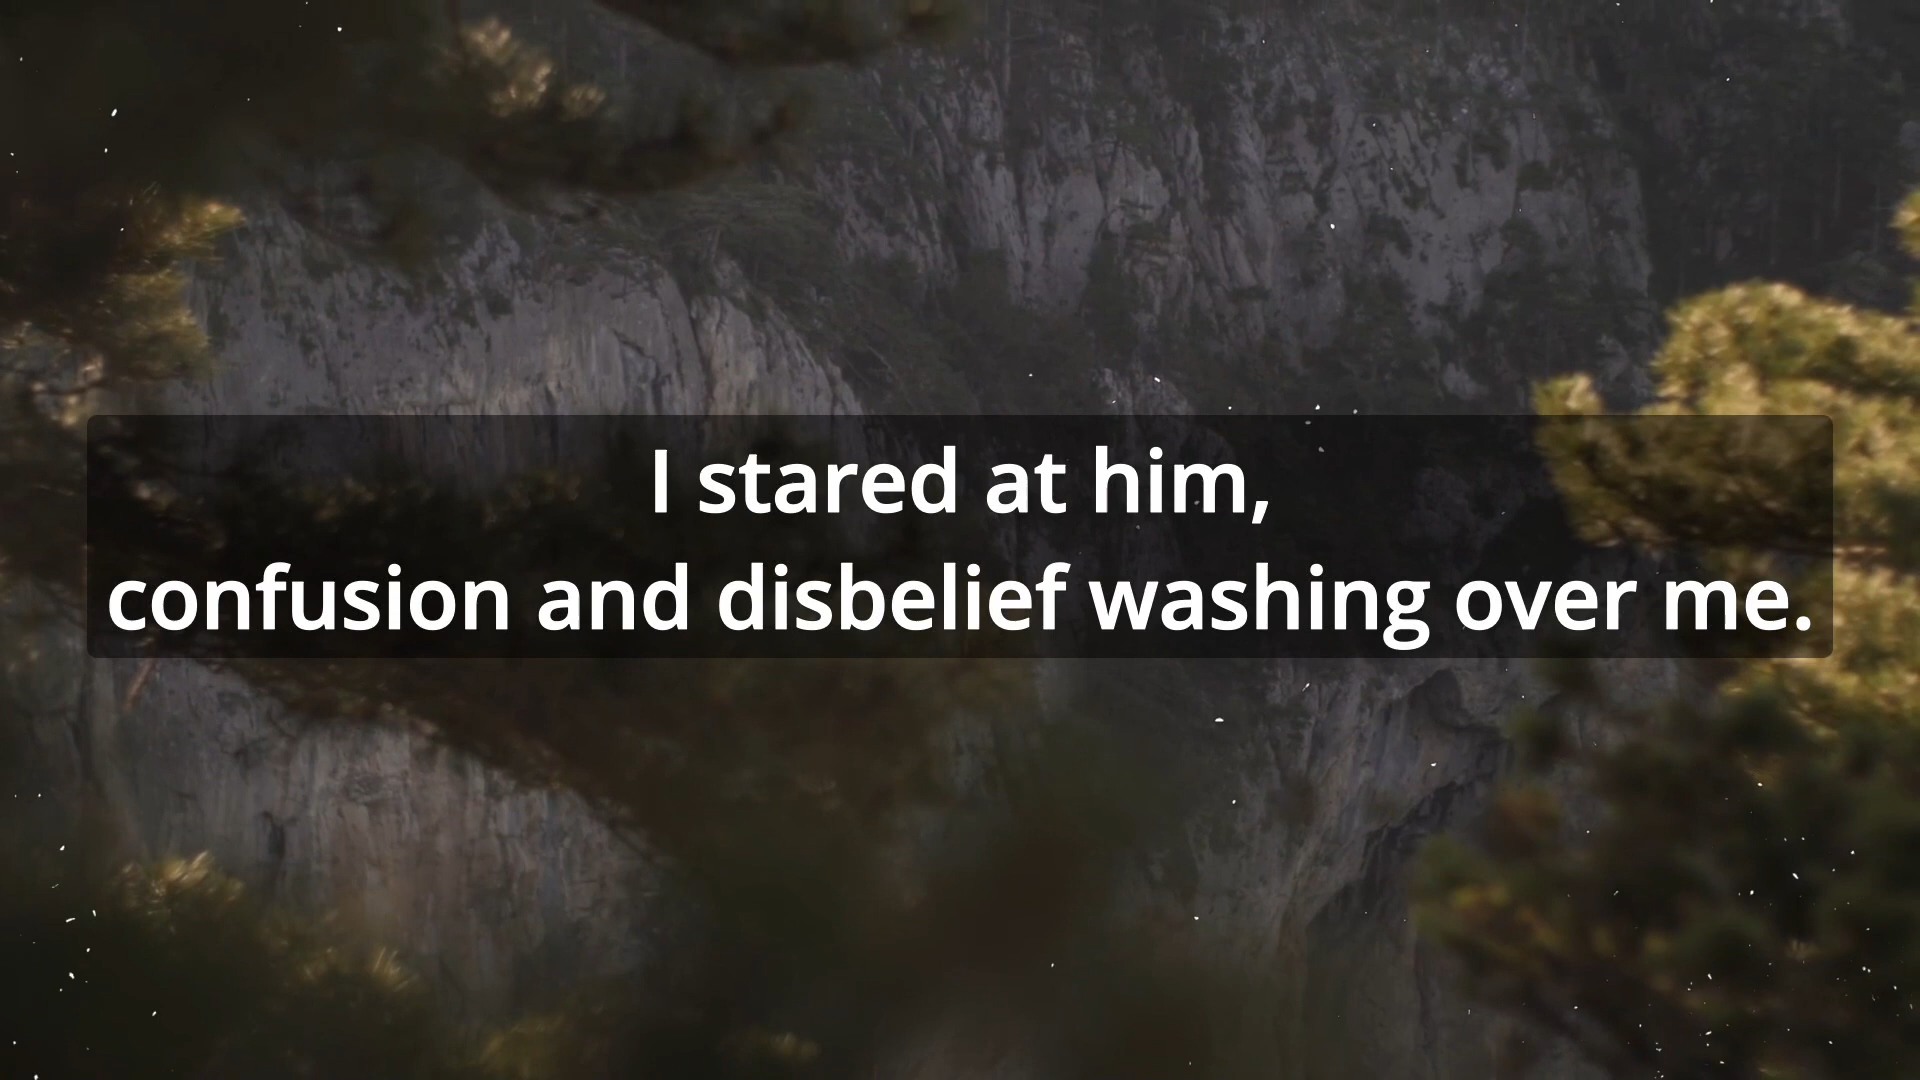 I stared at him,
confusion and disbelief washing over me.